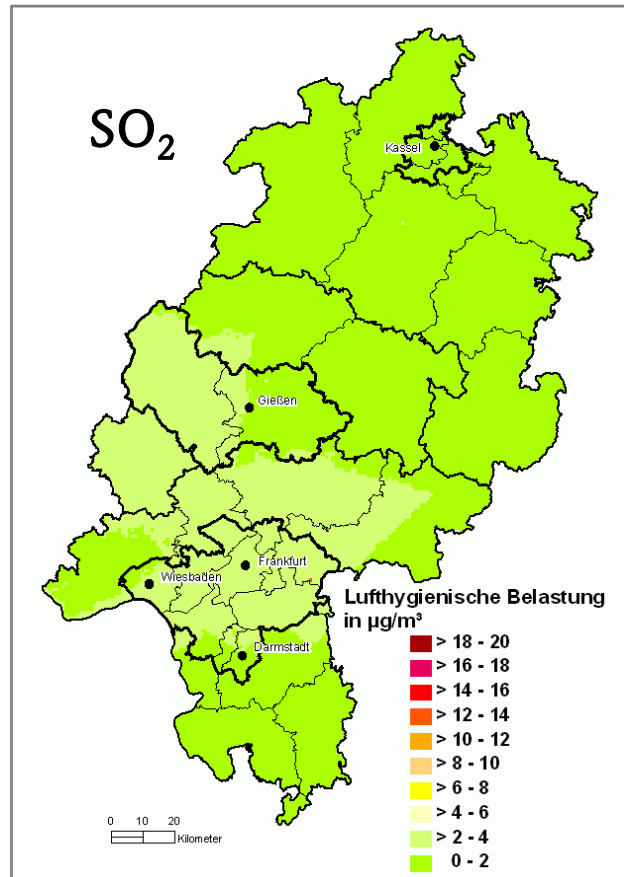 SO₂
Kassel
Gießen
Frankfurt
Wiesbaden
Darmstadt
Lufthygienische Belastung
in µg/m³
> 18 - 20
> 16 - 18
> 14 - 16
> 12 - 14
> 10 - 12
> 8 - 10
> 6 - 8
> 4 - 6
> 2 - 4
0 - 2
0 10 20
Kilometer